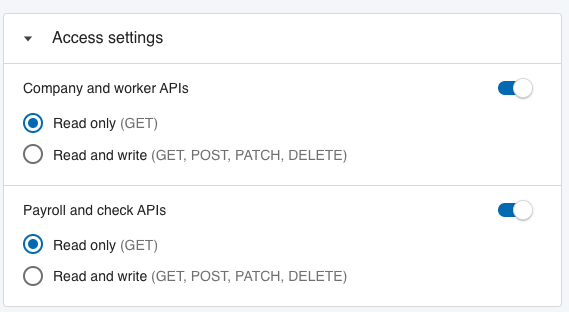 Access settings
Company and worker APIs
Read only (GET)
Read and write (GET, POST, PATCH, DELETE)
Payroll and check APIs
Read only (GET)
Read and write (GET, POST, PATCH, DELETE)